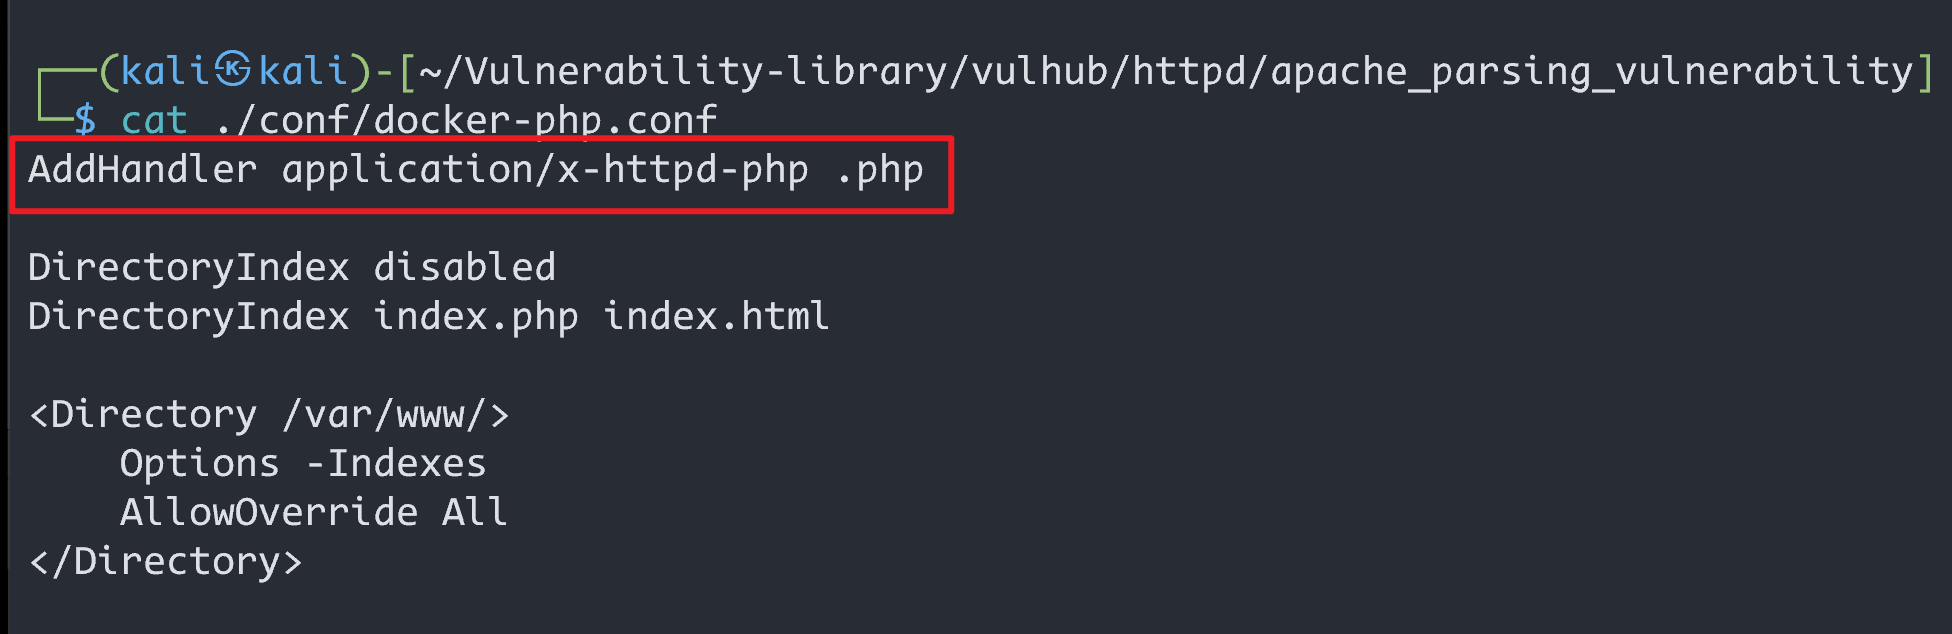 ┌──(kali㉿kali)-[~/Vulnerability-library/vulhub/httpd/apache_parsing_vulnerability]
└─$ cat ./conf/docker-php.conf
AddHandler application/x-httpd-php .php
DirectoryIndex disabled
DirectoryIndex index.php index.html
<Directory /var/www/>
    Options -Indexes
    AllowOverride All
</Directory>